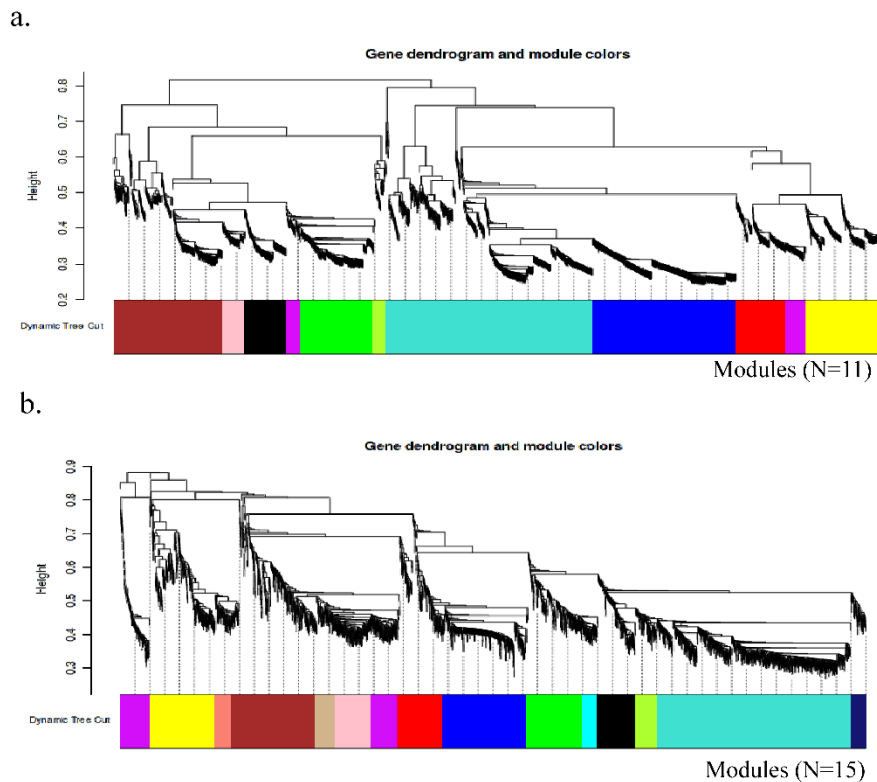 a.
Gene dendrogram and module colors
Height
0.8
0.7
0.6
0.5
0.4
0.3
0.2
Dynamic Tree Cut
Modules (N=11)
b.
Gene dendrogram and module colors
Height
0.9
0.8
0.7
0.6
0.5
0.4
0.3
Dynamic Tree Cut
Modules (N=15)